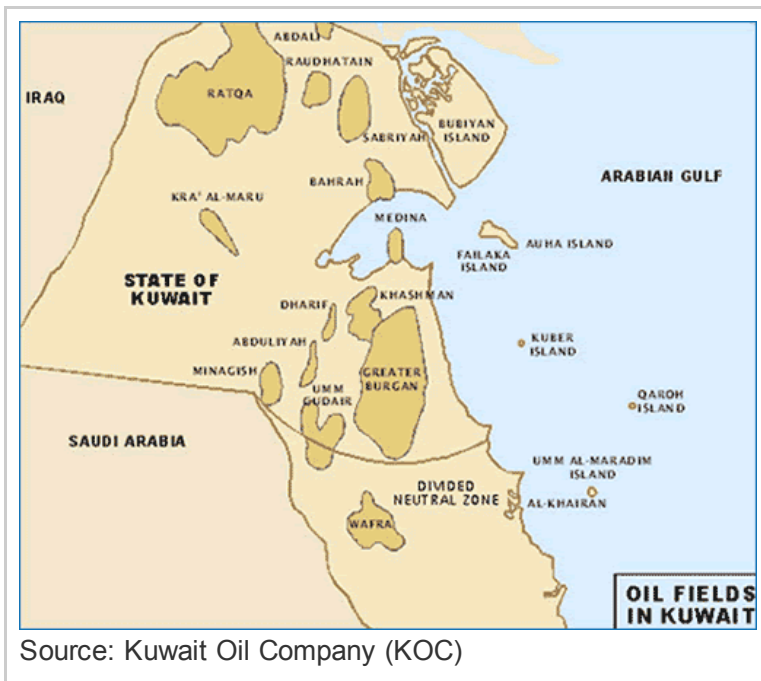 ABDALI
RAUDHATAIN
IRAQ
RATQA
SABRIYAH
BUBIYAN
ISLAND
BAHRAH
ARABIAN GULF
KRA' AL-MARU
MEDINA
FAILAKA
ISLAND
AUHA ISLAND
STATE OF
KUWAIT
DHARIF
KHASHMAN
ABDULIYAH
KUBER
ISLAND
MINAGISH
GREATER
BURGAN
UMM
GUDAIR
QAROH
ISLAND
SAUDI ARABIA
UMM AL-MARADIM
ISLAND
DIVIDED
NEUTRAL ZONE
AL-KHAIRAN
WAFRA
OIL FIELDS
IN KUWAIT
Source: Kuwait Oil Company (KOC)